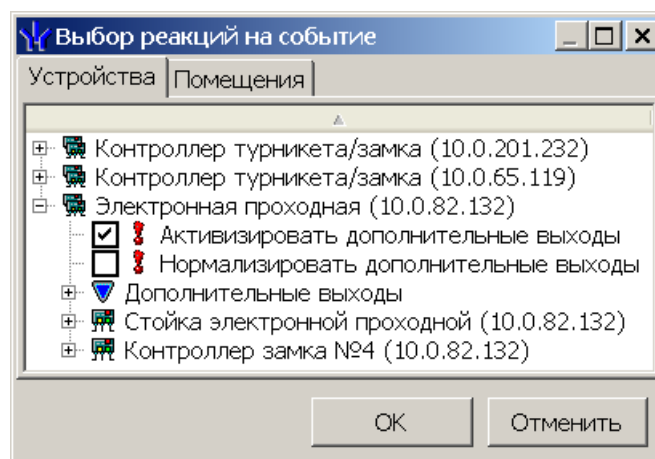 Выбор реакций на событие
Устройства Помещения
Контроллер турникета/замка (10.0.201.232)
Контроллер турникета/замка (10.0.65.119)
Электронная проходная (10.0.82.132)
Активизировать дополнительные выходы
Нормализировать дополнительные выходы
Дополнительные выходы
Стойка электронной проходной (10.0.82.132)
Контроллер замка №4 (10.0.82.132)
ОК Отменить